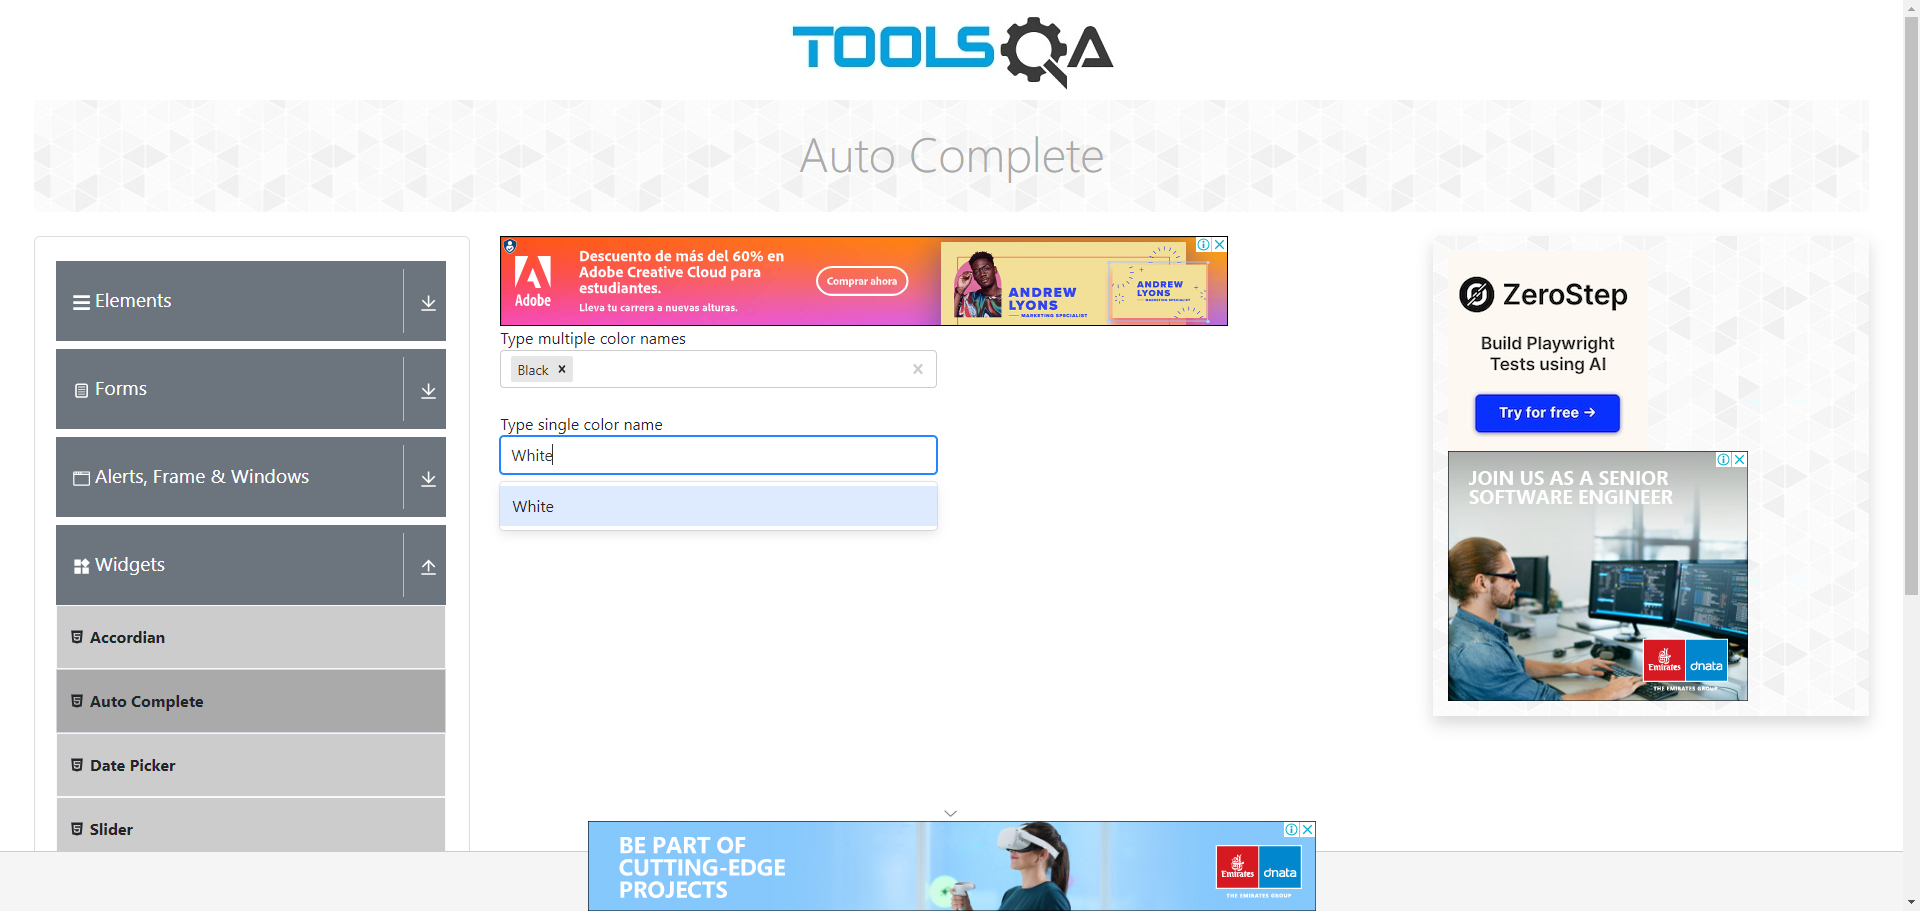 TOOLSQA
Auto Complete
Elements
Forms
Alerts, Frame & Windows
Widgets
Accordian
Auto Complete
Date Picker
Slider
Adobe
Descuento de más del 60% en
Adobe Creative Cloud para
estudiantes.
Lleva tu carrera a nuevas alturas.
Comprar ahora
ANDREW
LYONS
MARKETING SPECIALIST
ANDREW
LYONS
MARKETING SPECIALIST
Type multiple color names
Black
Type single color name
White
White
ZeroStep
Build Playwright
Tests using AI
Try for free →
JOIN US AS A SENIOR
SOFTWARE ENGINEER
Emirates
dnata
THE EMIRATES GROUP
BE PART OF
CUTTING-EDGE
PROJECTS
Emirates
dnata
THE EMIRATES GROUP